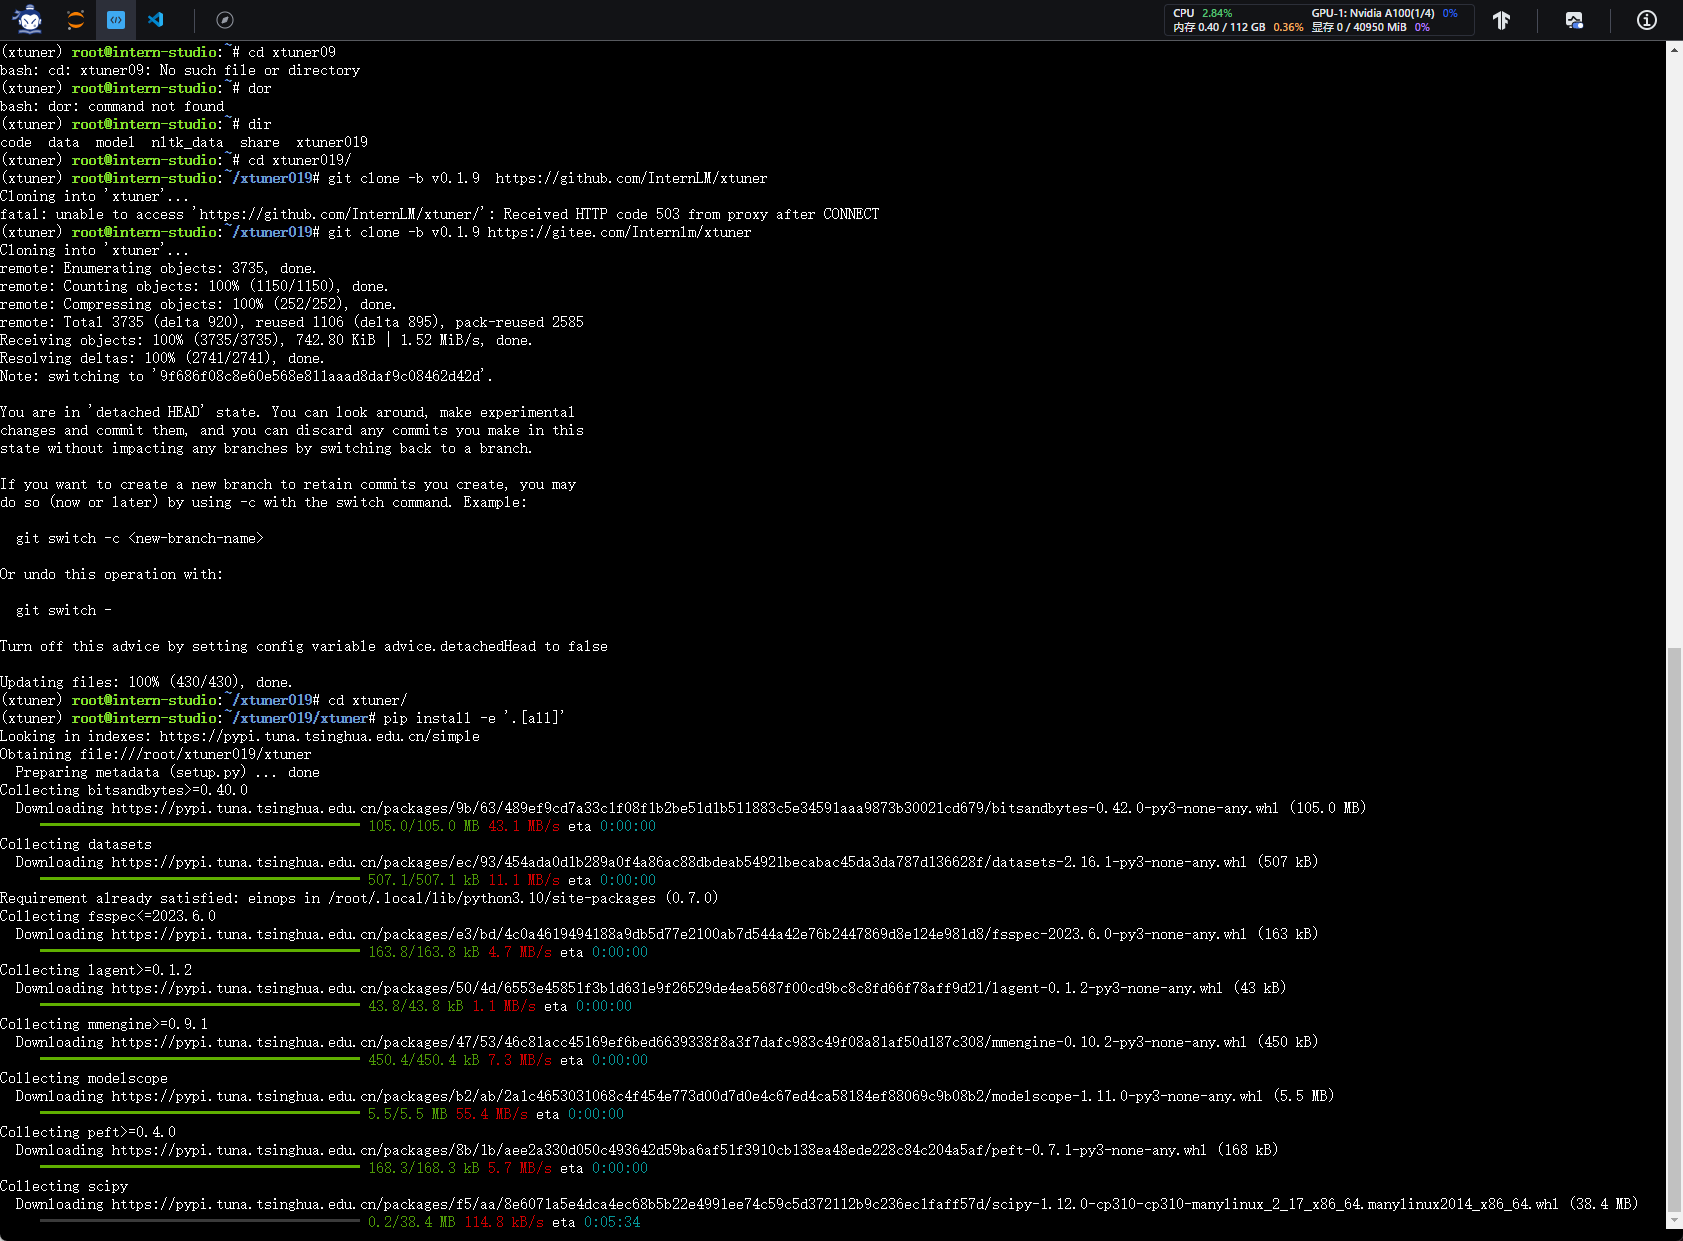 CPU 2.84% GPU-1: Nvidia A100(1/4) 0%
内存 0.40 / 112 GB 0.36% 显存 0 / 40950 MiB 0%
(xtuner) root@intern-studio:~# cd xtuner09
bash: cd: xtuner09: No such file or directory
(xtuner) root@intern-studio:~# dor
bash: dor: command not found
(xtuner) root@intern-studio:~# dir
code  data  model  nltk_data  share  xtuner019
(xtuner) root@intern-studio:~# cd xtuner019/
(xtuner) root@intern-studio:~/xtuner019# git clone -b v0.1.9  https://github.com/InternLM/xtuner
Cloning into 'xtuner'...
fatal: unable to access 'https://github.com/InternLM/xtuner/': Received HTTP code 503 from proxy after CONNECT
(xtuner) root@intern-studio:~/xtuner019# git clone -b v0.1.9 https://gitee.com/Internlm/xtuner
Cloning into 'xtuner'...
remote: Enumerating objects: 3735, done.
remote: Counting objects: 100% (1150/1150), done.
remote: Compressing objects: 100% (252/252), done.
remote: Total 3735 (delta 920), reused 1106 (delta 895), pack-reused 2585
Receiving objects: 100% (3735/3735), 742.80 KiB | 1.52 MiB/s, done.
Resolving deltas: 100% (2741/2741), done.
Note: switching to '9f686f08c8e60e568e811aaad8daf9c08462d42d'.
You are in 'detached HEAD' state. You can look around, make experimental
changes and commit them, and you can discard any commits you make in this
state without impacting any branches by switching back to a branch.
If you want to create a new branch to retain commits you create, you may
do so (now or later) by using -c with the switch command. Example:
git switch -c <new-branch-name>
Or undo this operation with:
git switch -
Turn off this advice by setting config variable advice.detachedHead to false
Updating files: 100% (430/430), done.
(xtuner) root@intern-studio:~/xtuner019# cd xtuner/
(xtuner) root@intern-studio:~/xtuner019/xtuner# pip install -e '.[all]'
Looking in indexes: https://pypi.tuna.tsinghua.edu.cn/simple
Obtaining file:///root/xtuner019/xtuner
Preparing metadata (setup.py) ... done
Collecting bitsandbytes>=0.40.0
Downloading https://pypi.tuna.tsinghua.edu.cn/packages/9b/63/489ef9cd7a33c1f08f1b2be51d1b511883c5e34591aaa9873b30021cd679/bitsandbytes-0.42.0-py3-none-any.whl (105.0 MB)
105.0/105.0 MB 43.1 MB/s eta 0:00:00
Collecting datasets
Downloading https://pypi.tuna.tsinghua.edu.cn/packages/ec/93/454ada0d1b289a0f4a86ac88dbdeab54921becabac45da3da787d136628f/datasets-2.16.1-py3-none-any.whl (507 kB)
507.1/507.1 kB 11.1 MB/s eta 0:00:00
Requirement already satisfied: einops in /root/.local/lib/python3.10/site-packages (0.7.0)
Collecting fsspec<=2023.6.0
Downloading https://pypi.tuna.tsinghua.edu.cn/packages/e3/bd/4c0a4619494188a9db5d77e2100ab7d544a42e76b2447869d8e124e981d8/fsspec-2023.6.0-py3-none-any.whl (163 kB)
163.8/163.8 kB 4.7 MB/s eta 0:00:00
Collecting lagent>=0.1.2
Downloading https://pypi.tuna.tsinghua.edu.cn/packages/50/4d/6553e45851f3b1d631e9f26529de4ea5687f00cd9bc8c8fd66f78aff9d21/lagent-0.1.2-py3-none-any.whl (43 kB)
43.8/43.8 kB 1.1 MB/s eta 0:00:00
Collecting mmengine>=0.9.1
Downloading https://pypi.tuna.tsinghua.edu.cn/packages/47/53/46c81acc45169ef6bed6639338f8a3f7dafc983c49f08a81af50d187c308/mmengine-0.10.2-py3-none-any.whl (450 kB)
450.4/450.4 kB 7.3 MB/s eta 0:00:00
Collecting modelscope
Downloading https://pypi.tuna.tsinghua.edu.cn/packages/b2/ab/2a1c4653031068c4f454e773d00d7d0e4c67ed4ca58184ef88069c9b08b2/modelscope-1.11.0-py3-none-any.whl (5.5 MB)
5.5/5.5 MB 55.4 MB/s eta 0:00:00
Collecting peft>=0.4.0
Downloading https://pypi.tuna.tsinghua.edu.cn/packages/8b/1b/aee2a330d050c493642d59ba6af51f3910cb138ea48ede228c84c204a5af/peft-0.7.1-py3-none-any.whl (168 kB)
168.3/168.3 kB 5.7 MB/s eta 0:00:00
Collecting scipy
Downloading https://pypi.tuna.tsinghua.edu.cn/packages/f5/aa/8e6071a5e4dca4ec68b5b22e4991ee74c59c5d372112b9c236ec1faff57d/scipy-1.12.0-cp310-cp310-manylinux_2_17_x86_64.manylinux2014_x86_64.whl (38.4 MB)
0.2/38.4 MB 114.8 kB/s eta 0:05:34